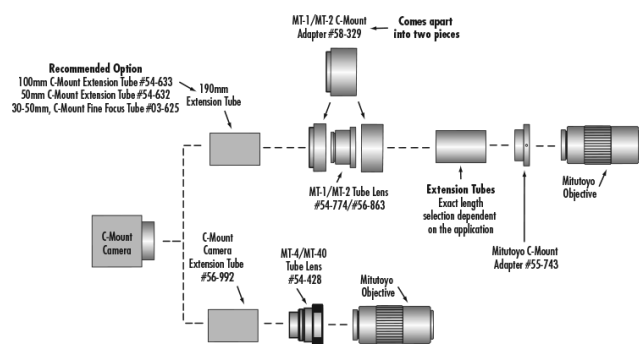 MT-1/MT-2 C-Mount
Adapter #58-329
Comes apart
into two pieces
Recommended Option
100mm C-Mount Extension Tube #54-633
50mm C-Mount Extension Tube #54-632
30-50mm, C-Mount Fine Focus Tube #03-625
190mm
Extension Tube
MT-1/MT-2 Tube Lens
#54-774/#56-863
Extension Tubes
Exact length
selection dependent
on the application
Mitutoyo
Objective
Mitutoyo C-Mount
Adapter #55-743
C-Mount
Camera
C-Mount
Camera
Extension Tube
#56-992
MT-4/MT-40
Tube Lens
#54-428
Mitutoyo
Objective